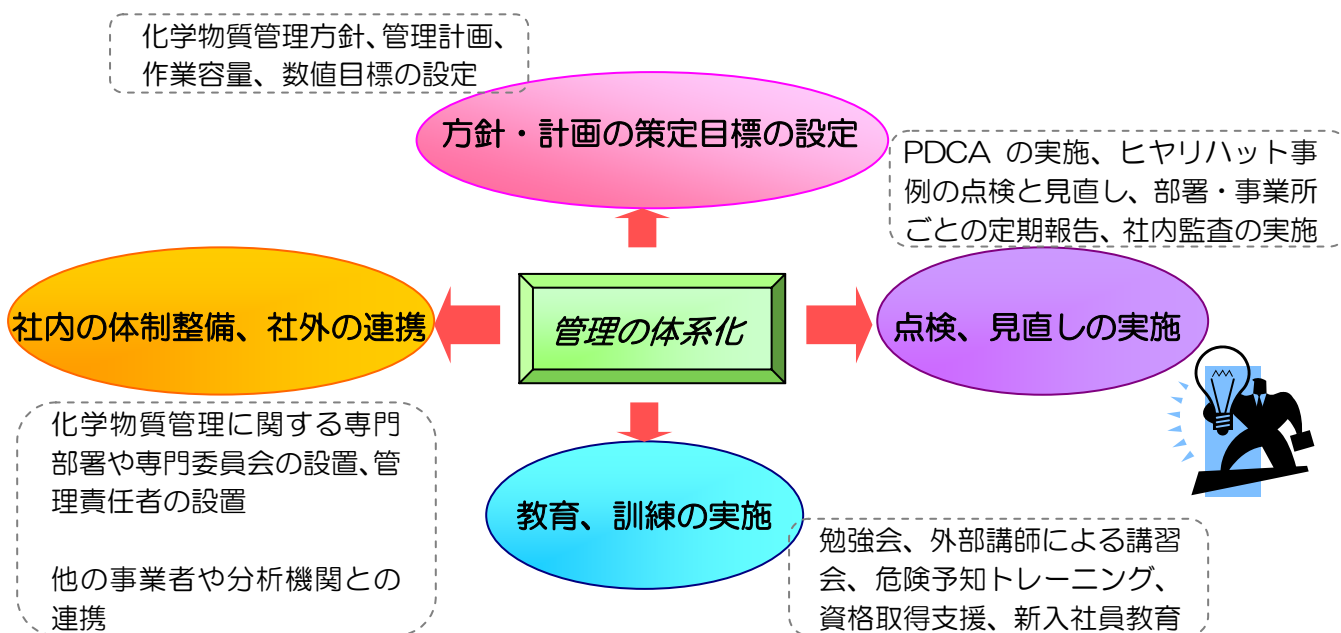 化学物質管理方針、管理計画、
作業容量、数値目標の設定
方針・計画の策定目標の設定
PDCA の実施、ヒヤリハット事
例の点検と見直し、部署・事業所
ごとの定期報告、社内監査の実施
社内の体制整備、社外の連携
管理の体系化
点検、見直しの実施
化学物質管理に関する専門
部署や専門委員会の設置、管
理責任者の設置
他の事業者や分析機関との
連携
教育、訓練の実施
勉強会、外部講師による講習
会、危険予知トレーニング、
資格取得支援、新入社員教育